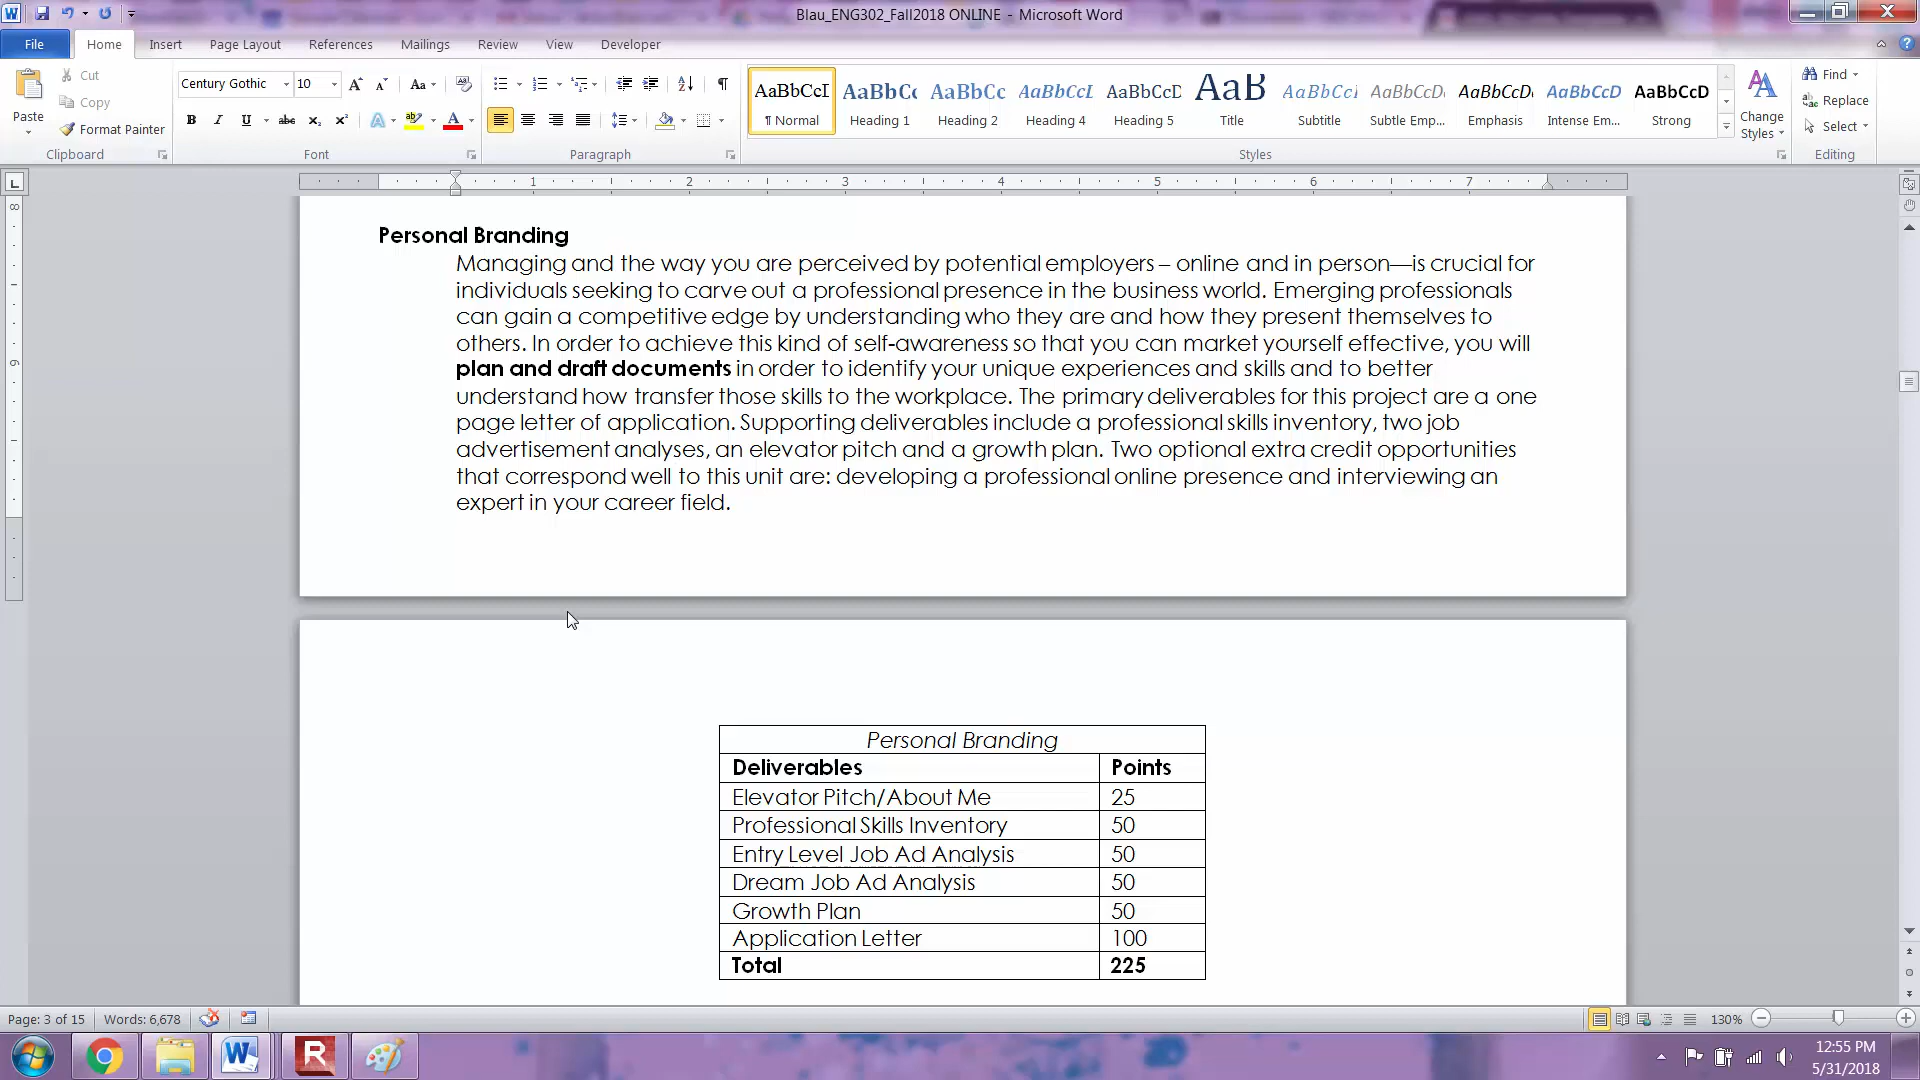 Blau_ENG302_Fall2018 ONLINE - Microsoft Word
File Home Insert Page Layout References Mailings Review View Developer
Paste
Cut
Copy
Format Painter
Clipboard
Century Gothic 10
Font
Paragraph
AaBbCcI AaBbCc AaBbCc AaBbCcL AaBbCcD AaB AaBbCcI AaBbCcD AaBbCcD AaBbCcD AaBbCcD
¶ Normal Heading 1 Heading 2 Heading 4 Heading 5 Title Subtitle Subtle Emp... Emphasis Intense Em... Strong
Change Styles
Styles
Find
Replace
Select
Editing
1 2 3 4 5 6 7
Personal Branding
Managing and the way you are perceived by potential employers – online and in person—is crucial for
individuals seeking to carve out a professional presence in the business world. Emerging professionals
can gain a competitive edge by understanding who they are and how they present themselves to
others. In order to achieve this kind of self-awareness so that you can market yourself effective, you will
plan and draft documents in order to identify your unique experiences and skills and to better
understand how transfer those skills to the workplace. The primary deliverables for this project are a one
page letter of application. Supporting deliverables include a professional skills inventory, two job
advertisement analyses, an elevator pitch and a growth plan. Two optional extra credit opportunities
that correspond well to this unit are: developing a professional online presence and interviewing an
expert in your career field.
Personal Branding
Deliverables Points
Elevator Pitch/About Me 25
Professional Skills Inventory 50
Entry Level Job Ad Analysis 50
Dream Job Ad Analysis 50
Growth Plan 50
Application Letter 100
Total 225
Page: 3 of 15 Words: 6,678 130%
12:55 PM
5/31/2018